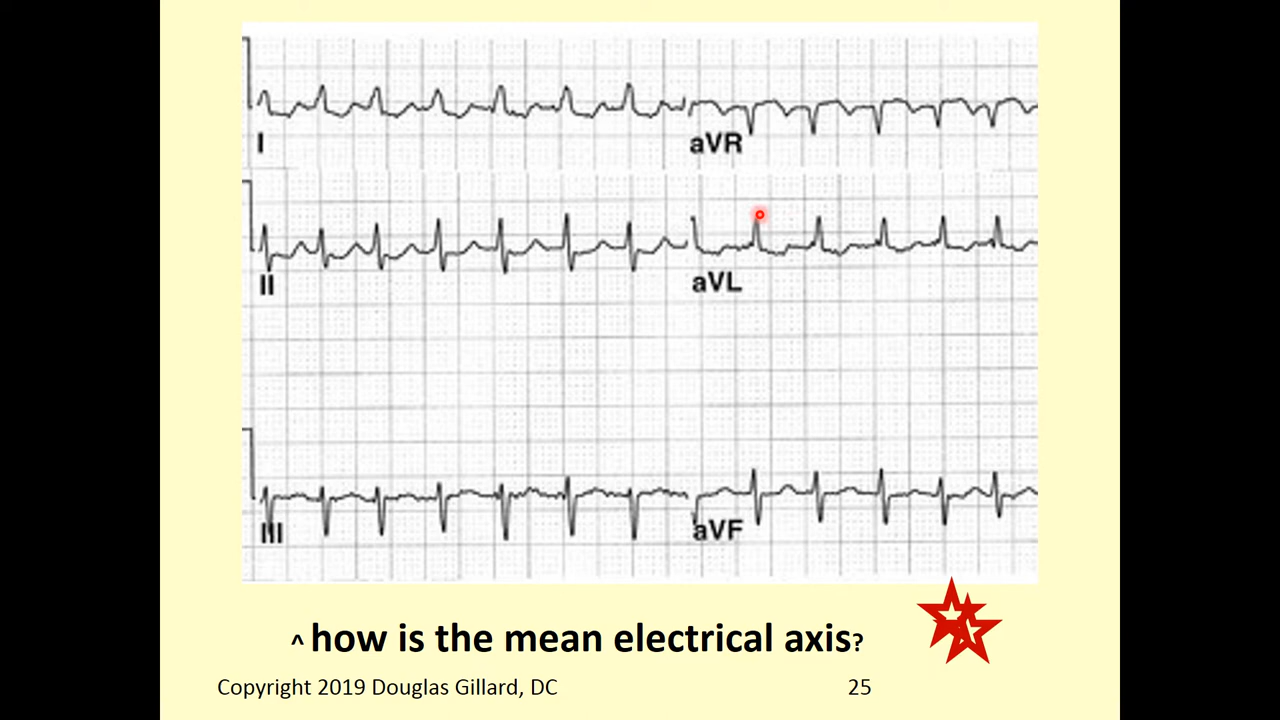 I
aVR
II
aVL
III
aVF
^ how is the mean electrical axis?
Copyright 2019 Douglas Gillard, DC 25